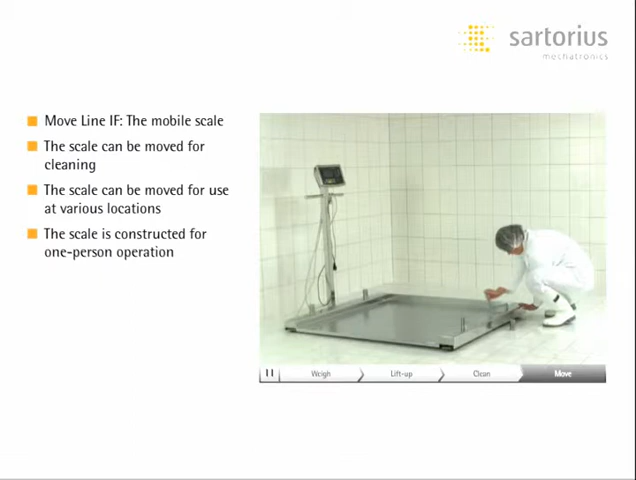 sartorius
mechatronics
Move Line IF: The mobile scale
The scale can be moved for
cleaning
The scale can be moved for use
at various locations
The scale is constructed for
one-person operation
Weigh
Lift-up
Clean
Move